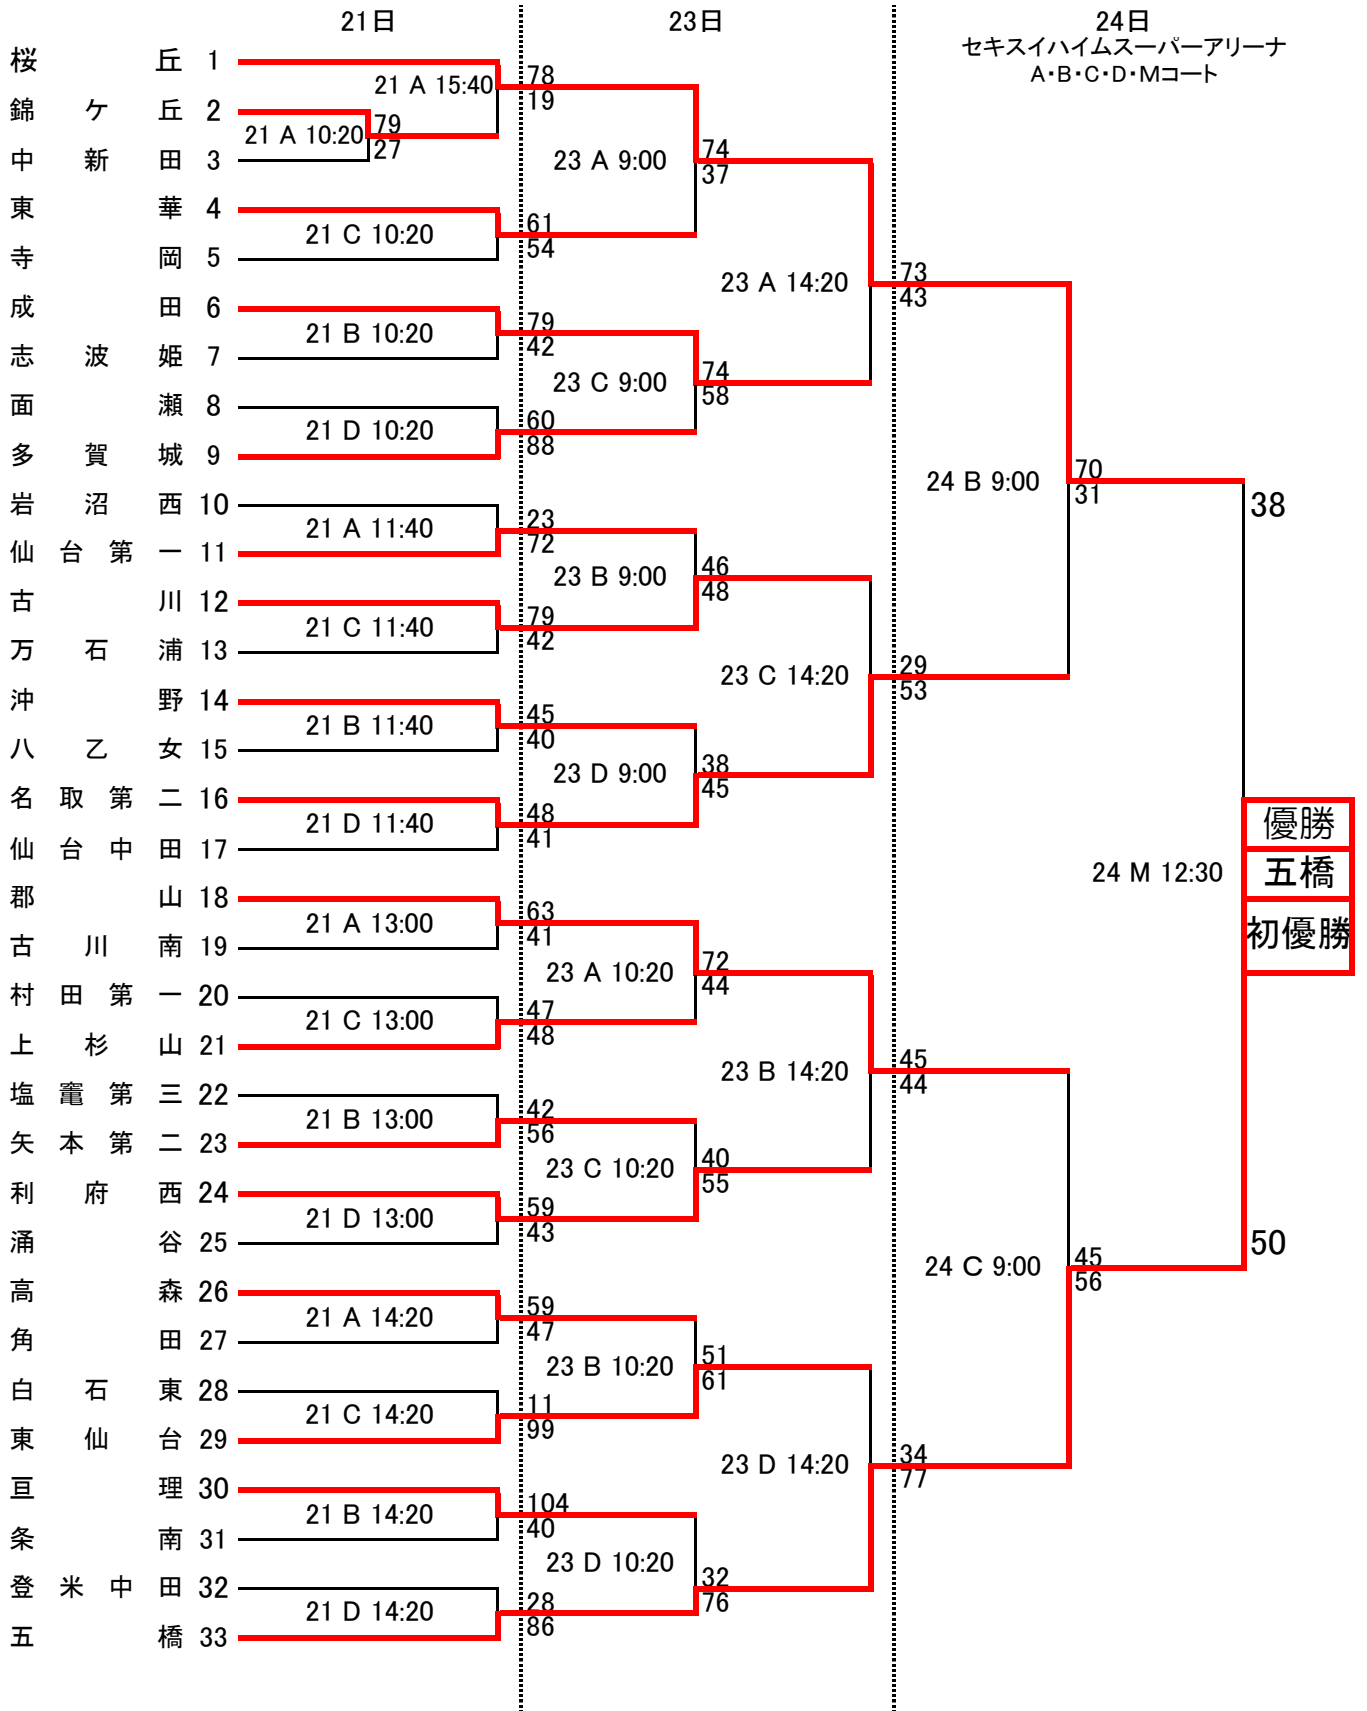 21日 23日 24日
セキスイハイムスーパーアリーナ
A・B・C・D・Mコート
桜丘 1
21 A 15:40
78
19
錦ケ丘 2
21 A 10:20
79
27
中新田 3
23 A 9:00
74
37
東華 4
21 C 10:20
61
54
寺岡 5
23 A 14:20
73
43
成田 6
21 B 10:20
79
42
志波姫 7
23 C 9:00
74
58
面瀬 8
21 D 10:20
60
88
多賀城 9
24 B 9:00
70
31
38
岩沼西 10
21 A 11:40
23
72
仙台第一 11
23 B 9:00
46
48
古川 12
21 C 11:40
79
42
万石浦 13
23 C 14:20
29
53
沖野 14
21 B 11:40
45
40
八乙女 15
23 D 9:00
38
45
名取第二 16
21 D 11:40
48
41
仙台中田 17
24 M 12:30
優勝
五橋
初優勝
郡山 18
21 A 13:00
63
41
古川南 19
23 A 10:20
72
44
村田第一 20
21 C 13:00
47
48
上杉山 21
23 B 14:20
45
44
塩竈第三 22
21 B 13:00
42
56
矢本第二 23
23 C 10:20
40
55
利府西 24
21 D 13:00
59
43
涌谷 25
24 C 9:00
45
56
50
高森 26
21 A 14:20
59
47
角田 27
23 B 10:20
51
61
白石東 28
21 C 14:20
11
99
東仙台 29
23 D 14:20
34
77
亘理 30
21 B 14:20
104
40
条南 31
23 D 10:20
32
76
登米中田 32
21 D 14:20
28
86
五橋 33